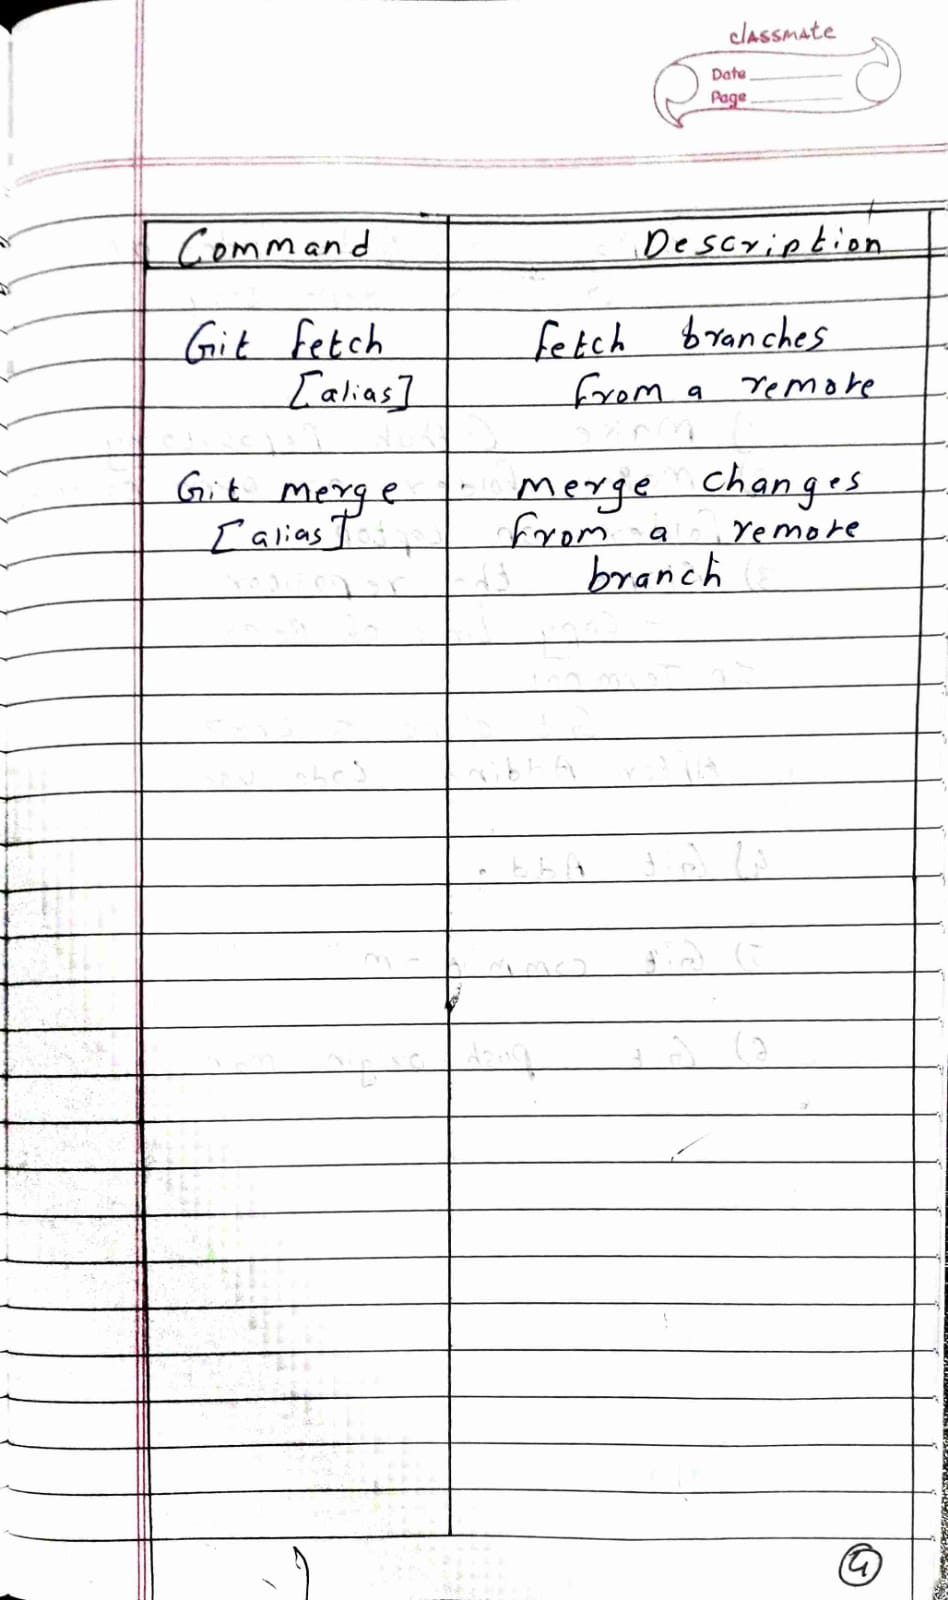 classmate
Date
Page
Command Description
Git fetch fetch branches
[alias] from a remote
Git merge merge changes
[alias] from a remote
branch
4